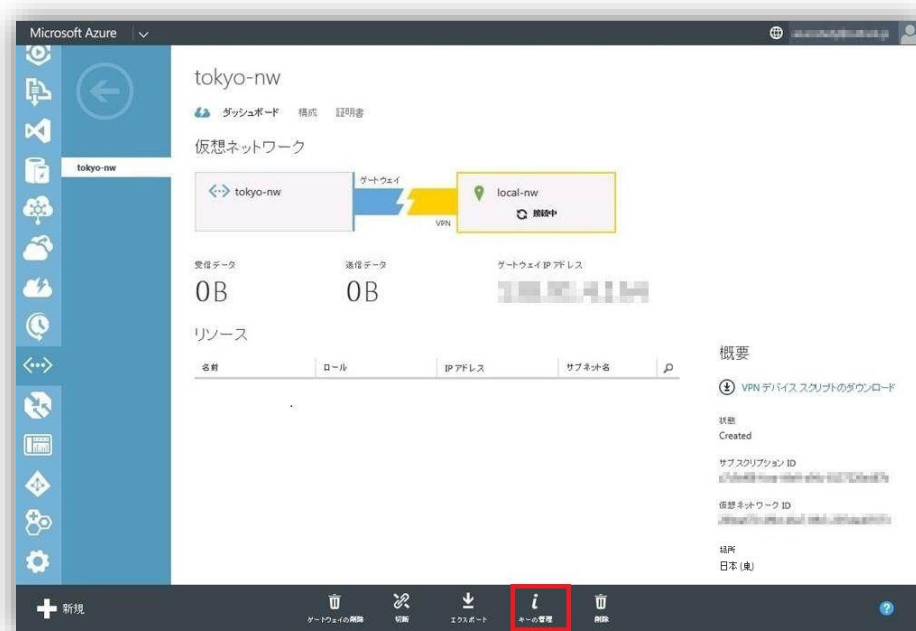 Microsoft Azure
tokyo-nw
tokyo-nw
ダッシュボード 構成 証明書
仮想ネットワーク
tokyo-nw
ゲートウェイ
VPN
local-nw
接続中
受信データ
送信データ
ゲートウェイ IP アドレス
0B
0B
リソース
名前 ロール IP アドレス サブネット名
概要
VPN デバイス スクリプトのダウンロード
状態
Created
サブスクリプション ID
仮想ネットワーク ID
場所
日本 (東)
新規
ゲートウェイの削除
切断
エクスポート
キーの管理
削除